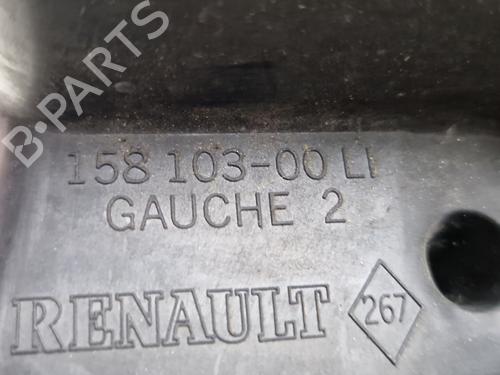 B-PARTS
158 103-00 LI
GAUCHE 2
RENAULT 267